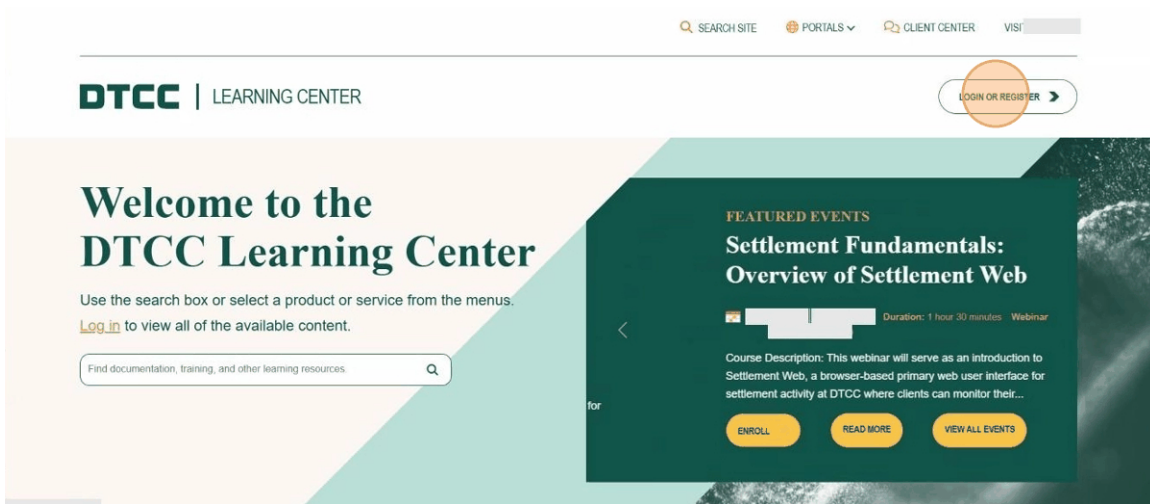 SEARCH SITE
PORTALS
CLIENT CENTER
DTCC | LEARNING CENTER
LOGIN OR REGISTER
Welcome to the
DTCC Learning Center
Use the search box or select a product or service from the menus.
Log in to view all of the available content.
Find documentation, training, and other learning resources.
for
FEATURED EVENTS
Settlement Fundamentals:
Overview of Settlement Web
Duration: 1 hour 30 minutes Webinar
Course Description: This webinar will serve as an introduction to
Settlement Web, a browser-based primary web user interface for
settlement activity at DTCC where clients can monitor their...
ENROLL
READ MORE
VIEW ALL EVENTS